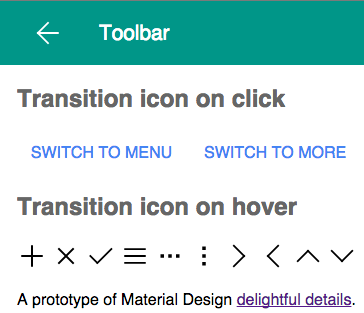 Toolbar
Transition icon on click
SWITCH TO MENU SWITCH TO MORE
Transition icon on hover
A prototype of Material Design delightful details.